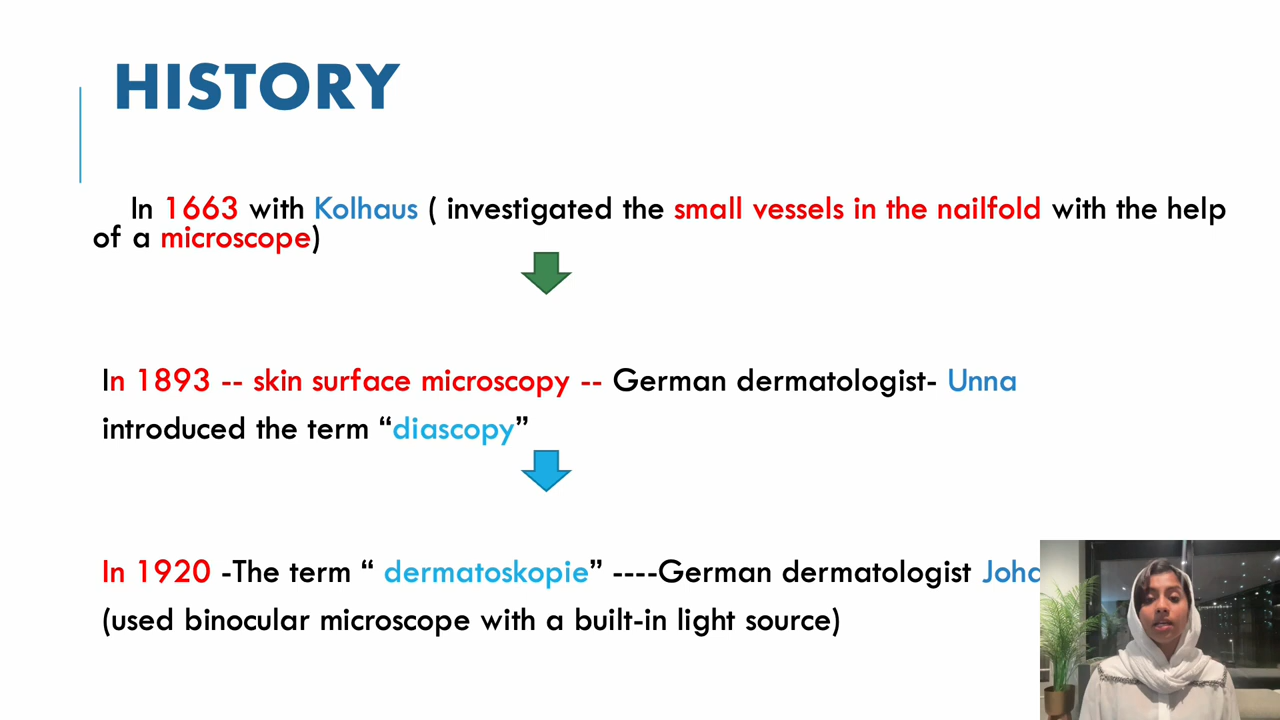 HISTORY
In 1663 with Kolhaus ( investigated the small vessels in the nailfold with the help
of a microscope)
In 1893 -- skin surface microscopy -- German dermatologist- Unna
introduced the term “diascopy”
In 1920 -The term “ dermatoskopie” ----German dermatologist
(used binocular microscope with a built-in light source)